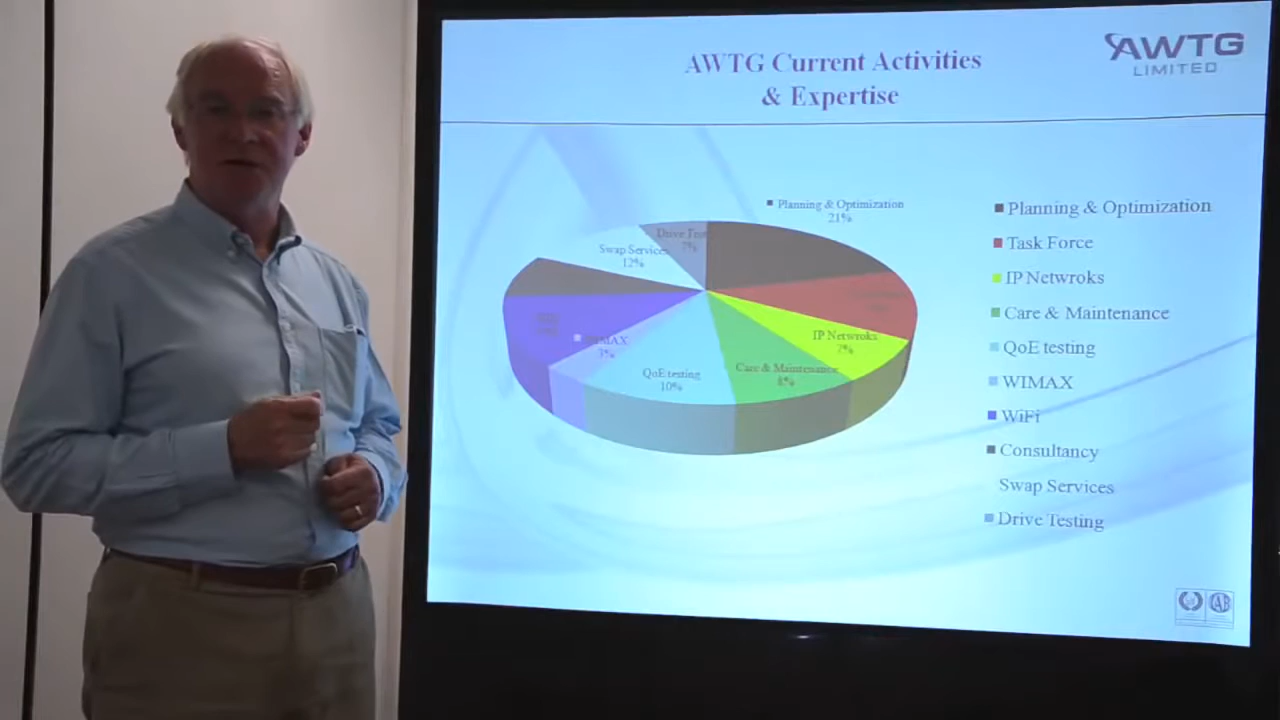 AWTG Current Activities
& Expertise
AWTG
LIMITED
Planning & Optimization
21%
Drive Test
7%
Swap Services
12%
IP Netwroks
7%
Care & Maintenance
8%
QoE testing
10%
WIMAX
3%
Planning & Optimization
Task Force
IP Netwroks
Care & Maintenance
QoE testing
WIMAX
WiFi
Consultancy
Swap Services
Drive Testing